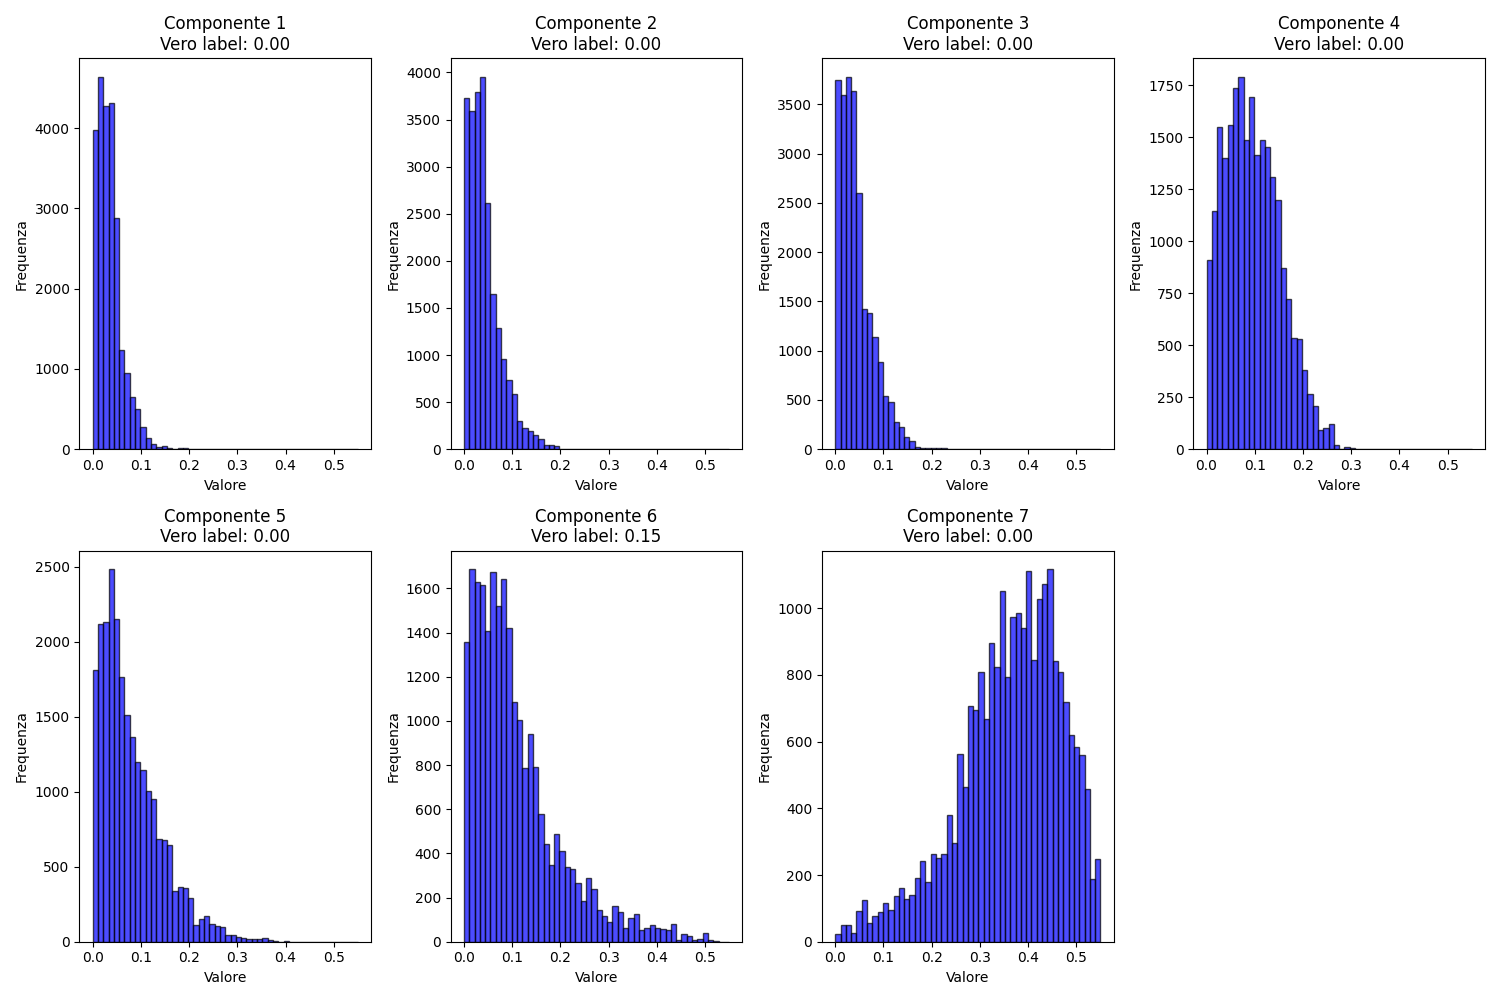 Componente 1
Vero label: 0.00
Componente 2
Vero label: 0.00
Componente 3
Vero label: 0.00
Componente 4
Vero label: 0.00
4000
3000
2000
1000
0
Frequenza
0.0 0.1 0.2 0.3 0.4 0.5
Valore
4000
3500
3000
2500
2000
1500
1000
500
0
Frequenza
0.0 0.1 0.2 0.3 0.4 0.5
Valore
3500
3000
2500
2000
1500
1000
500
0
Frequenza
0.0 0.1 0.2 0.3 0.4 0.5
Valore
1750
1500
1250
1000
750
500
250
0
Frequenza
0.0 0.1 0.2 0.3 0.4 0.5
Valore
Componente 5
Vero label: 0.00
Componente 6
Vero label: 0.15
Componente 7
Vero label: 0.00
2500
2000
1500
1000
500
0
Frequenza
0.0 0.1 0.2 0.3 0.4 0.5
Valore
1600
1400
1200
1000
800
600
400
200
0
Frequenza
0.0 0.1 0.2 0.3 0.4 0.5
Valore
1000
800
600
400
200
0
Frequenza
0.0 0.1 0.2 0.3 0.4 0.5
Valore